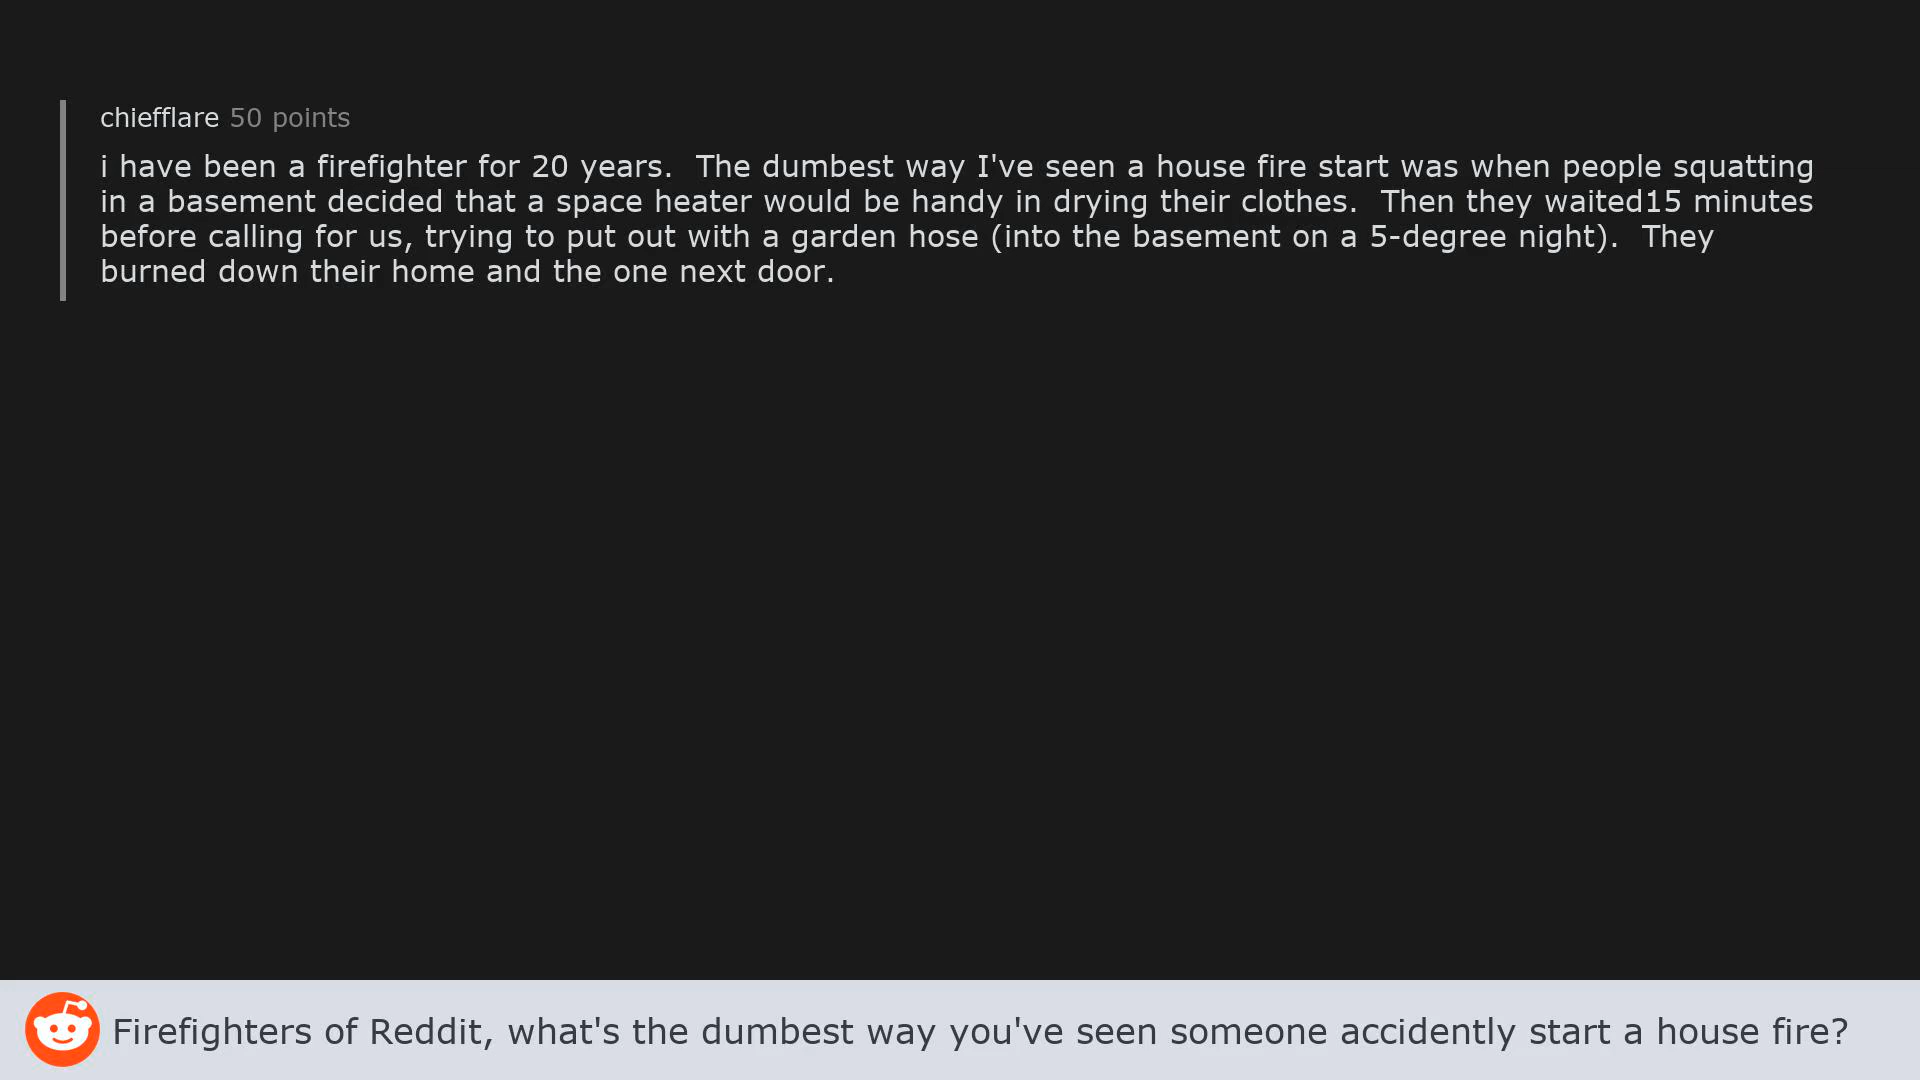 chiefflare 50 points
i have been a firefighter for 20 years.  The dumbest way I've seen a house fire start was when people squatting
in a basement decided that a space heater would be handy in drying their clothes.  Then they waited15 minutes
before calling for us, trying to put out with a garden hose (into the basement on a 5-degree night).  They
burned down their home and the one next door.
Firefighters of Reddit, what's the dumbest way you've seen someone accidently start a house fire?